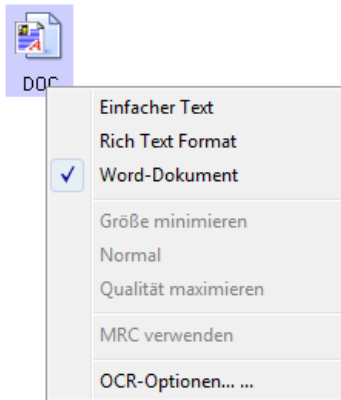 DOC
Einfacher Text
Rich Text Format
Word-Dokument
Größe minimieren
Normal
Qualität maximieren
MRC verwenden
OCR-Optionen... ...